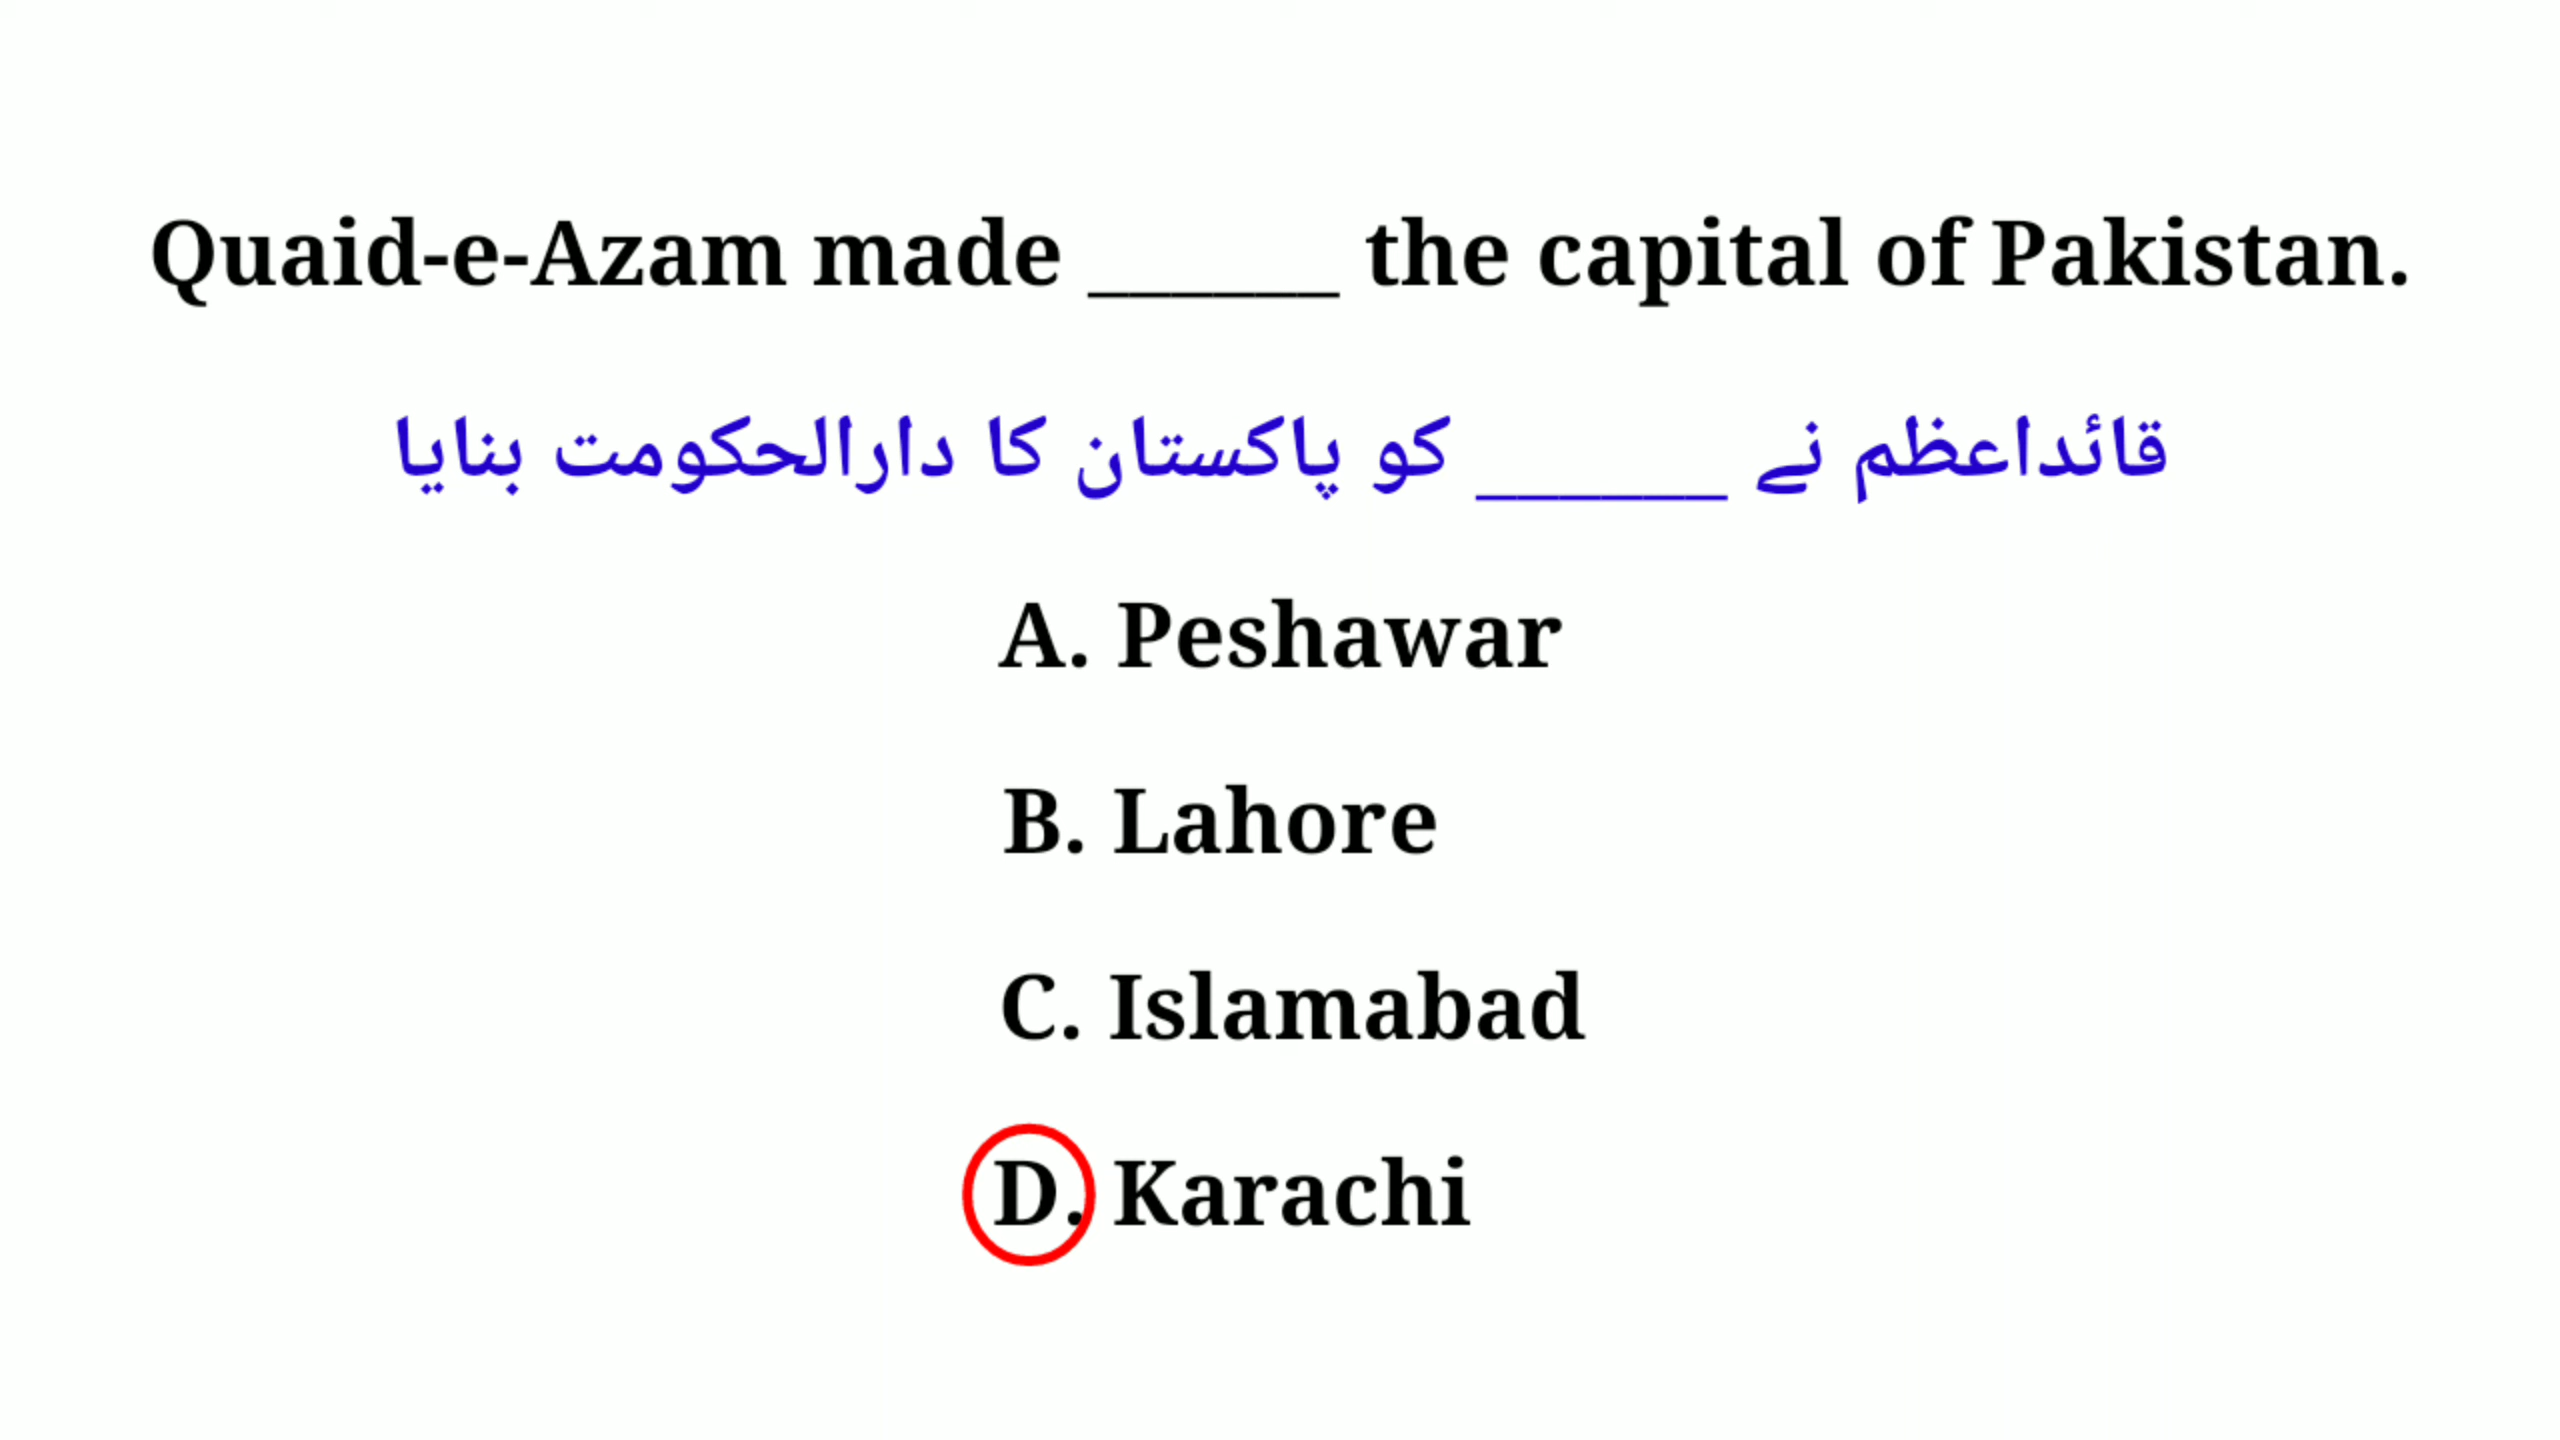 Quaid-e-Azam made ______ the capital of Pakistan.
قائداعظم نے ______ کو پاکستان کا دارالحکومت بنایا
A. Peshawar
B. Lahore
C. Islamabad
D. Karachi